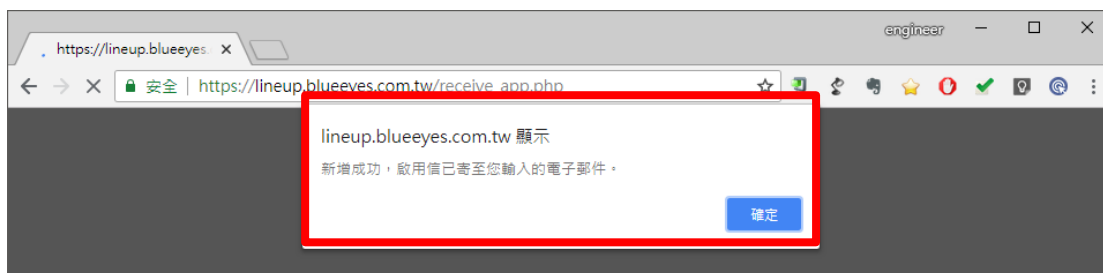 engineer
https://lineup.blueeyes.
安全 | https://lineup.blueeyes.com.tw/receive_app.php
lineup.blueeyes.com.tw 顯示
新增成功，啟用信已寄至您輸入的電子郵件。
確定